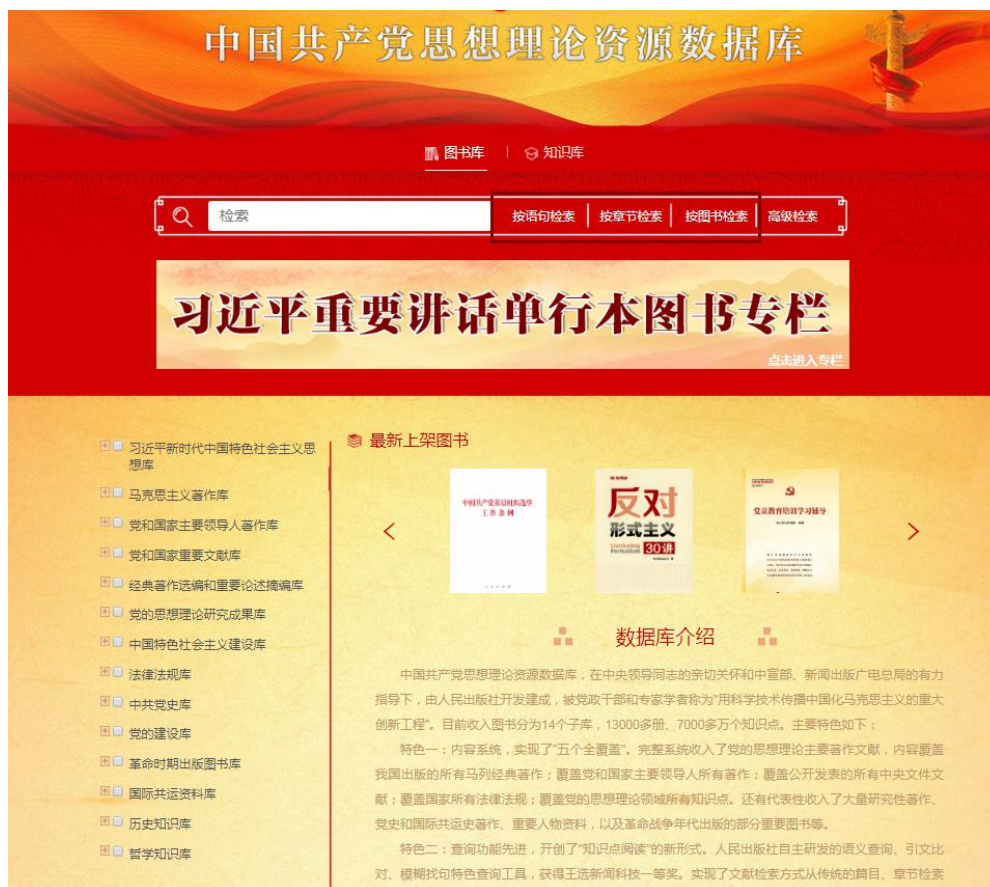 中国共产党思想理论资源数据库
图书库
知识库
检索
按语句检索
按章节检索
按图书检索
高级检索
习近平重要讲话单行本图书专栏
点击进入专栏
习近平新时代中国特色社会主义思
想库
马克思主义著作库
党和国家主要领导人著作库
党和国家重要文献库
经典著作选编和重要论述摘编库
党的思想理论研究成果库
中国特色社会主义建设库
法律法规库
中共党史库
党的建设库
革命时期出版图书库
国际共运资料库
历史知识库
哲学知识库
最新上架图书
中国共产党基层组织选举
工作条例
反对
形式主义
30讲
党员教育培训学习辅导
数据库介绍
中国共产党思想理论资源数据库，在中央领导同志的亲切关怀和中宣部、新闻出版广电总局的有力
指导下，由人民出版社开发建成，被党政干部和专家学者称为"用科学技术传播中国化马克思主义的重大
创新工程"。目前收入图书分为14个子库，13000多册、7000多万个知识点。主要特色如下：
特色一：内容系统，实现了"五个全覆盖"。完整系统收入了党的思想理论主要著作文献，内容覆盖
我国出版的所有马列经典著作；覆盖党和国家主要领导人所有著作；覆盖公开发表的所有中央文件文
献；覆盖国家所有法律法规；覆盖党的思想理论领域所有知识点。还有代表性收入了大量研究性著作、
党史和国际共运史著作、重要人物资料，以及革命战争年代出版的部分重要图书等。
特色二：查询功能先进，开创了"知识点阅读"的新形式。人民出版社自主研发的语义查询、引文比
对、模糊找句特色查询工具，获得王选新闻科技一等奖。实现了文献检索方式从传统的篇目、章节检索